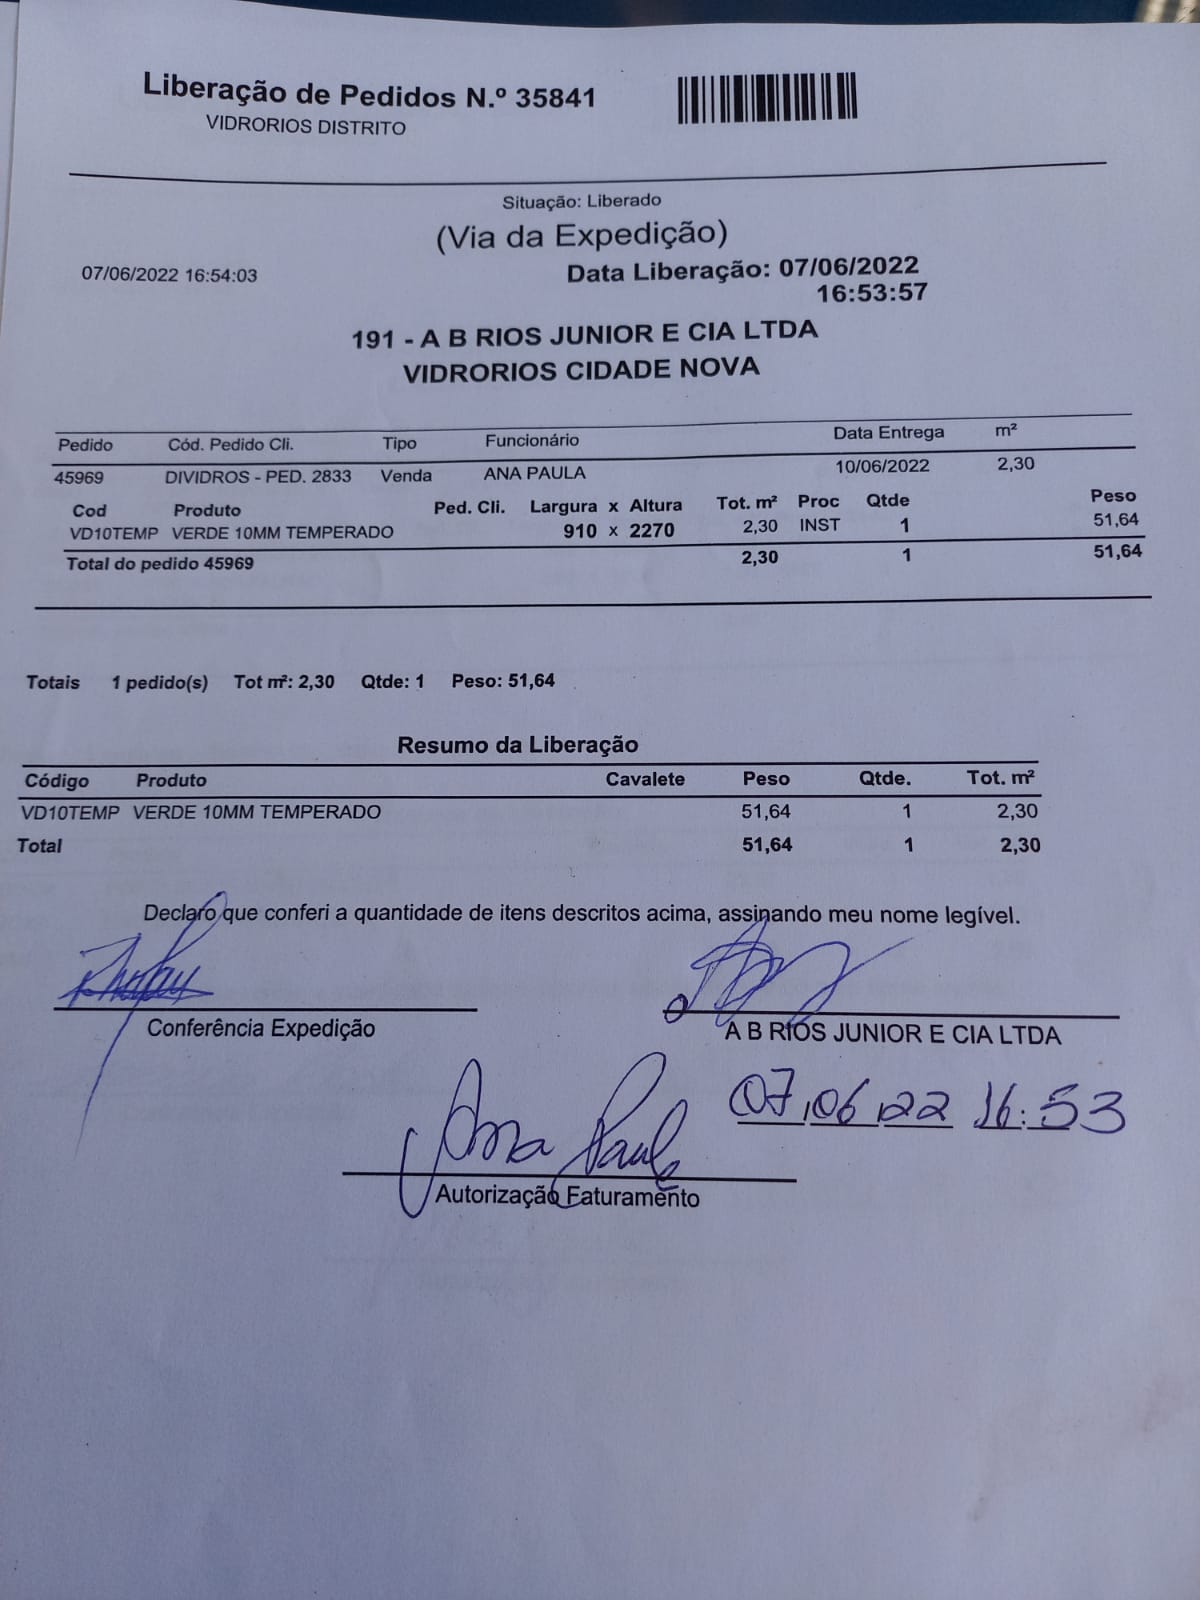 Liberação de Pedidos N.º 35841
VIDRORIOS DISTRITO
Situação: Liberado
(Via da Expedição)
07/06/2022 16:54:03
Data Liberação: 07/06/2022
16:53:57
191 - A B RIOS JUNIOR E CIA LTDA
VIDRORIOS CIDADE NOVA
Pedido Cód. Pedido Cli. Tipo Funcionário Data Entrega m²
45969 DIVIDROS - PED. 2833 Venda ANA PAULA 10/06/2022 2,30
Cod Produto Ped. Cli. Largura x Altura Tot. m² Proc Qtde Peso
VD10TEMP VERDE 10MM TEMPERADO 910 x 2270 2,30 INST 1 51,64
Total do pedido 45969 2,30 1 51,64
Totais 1 pedido(s) Tot m²: 2,30 Qtde: 1 Peso: 51,64
Resumo da Liberação
Código Produto Cavalete Peso Qtde. Tot. m²
VD10TEMP VERDE 10MM TEMPERADO 51,64 1 2,30
Total 51,64 1 2,30
Declaro que conferi a quantidade de itens descritos acima, assinando meu nome legível.
Conferência Expedição
A B RIOS JUNIOR E CIA LTDA
07/06/22 16:53
Ana Paula
Autorização Faturamento